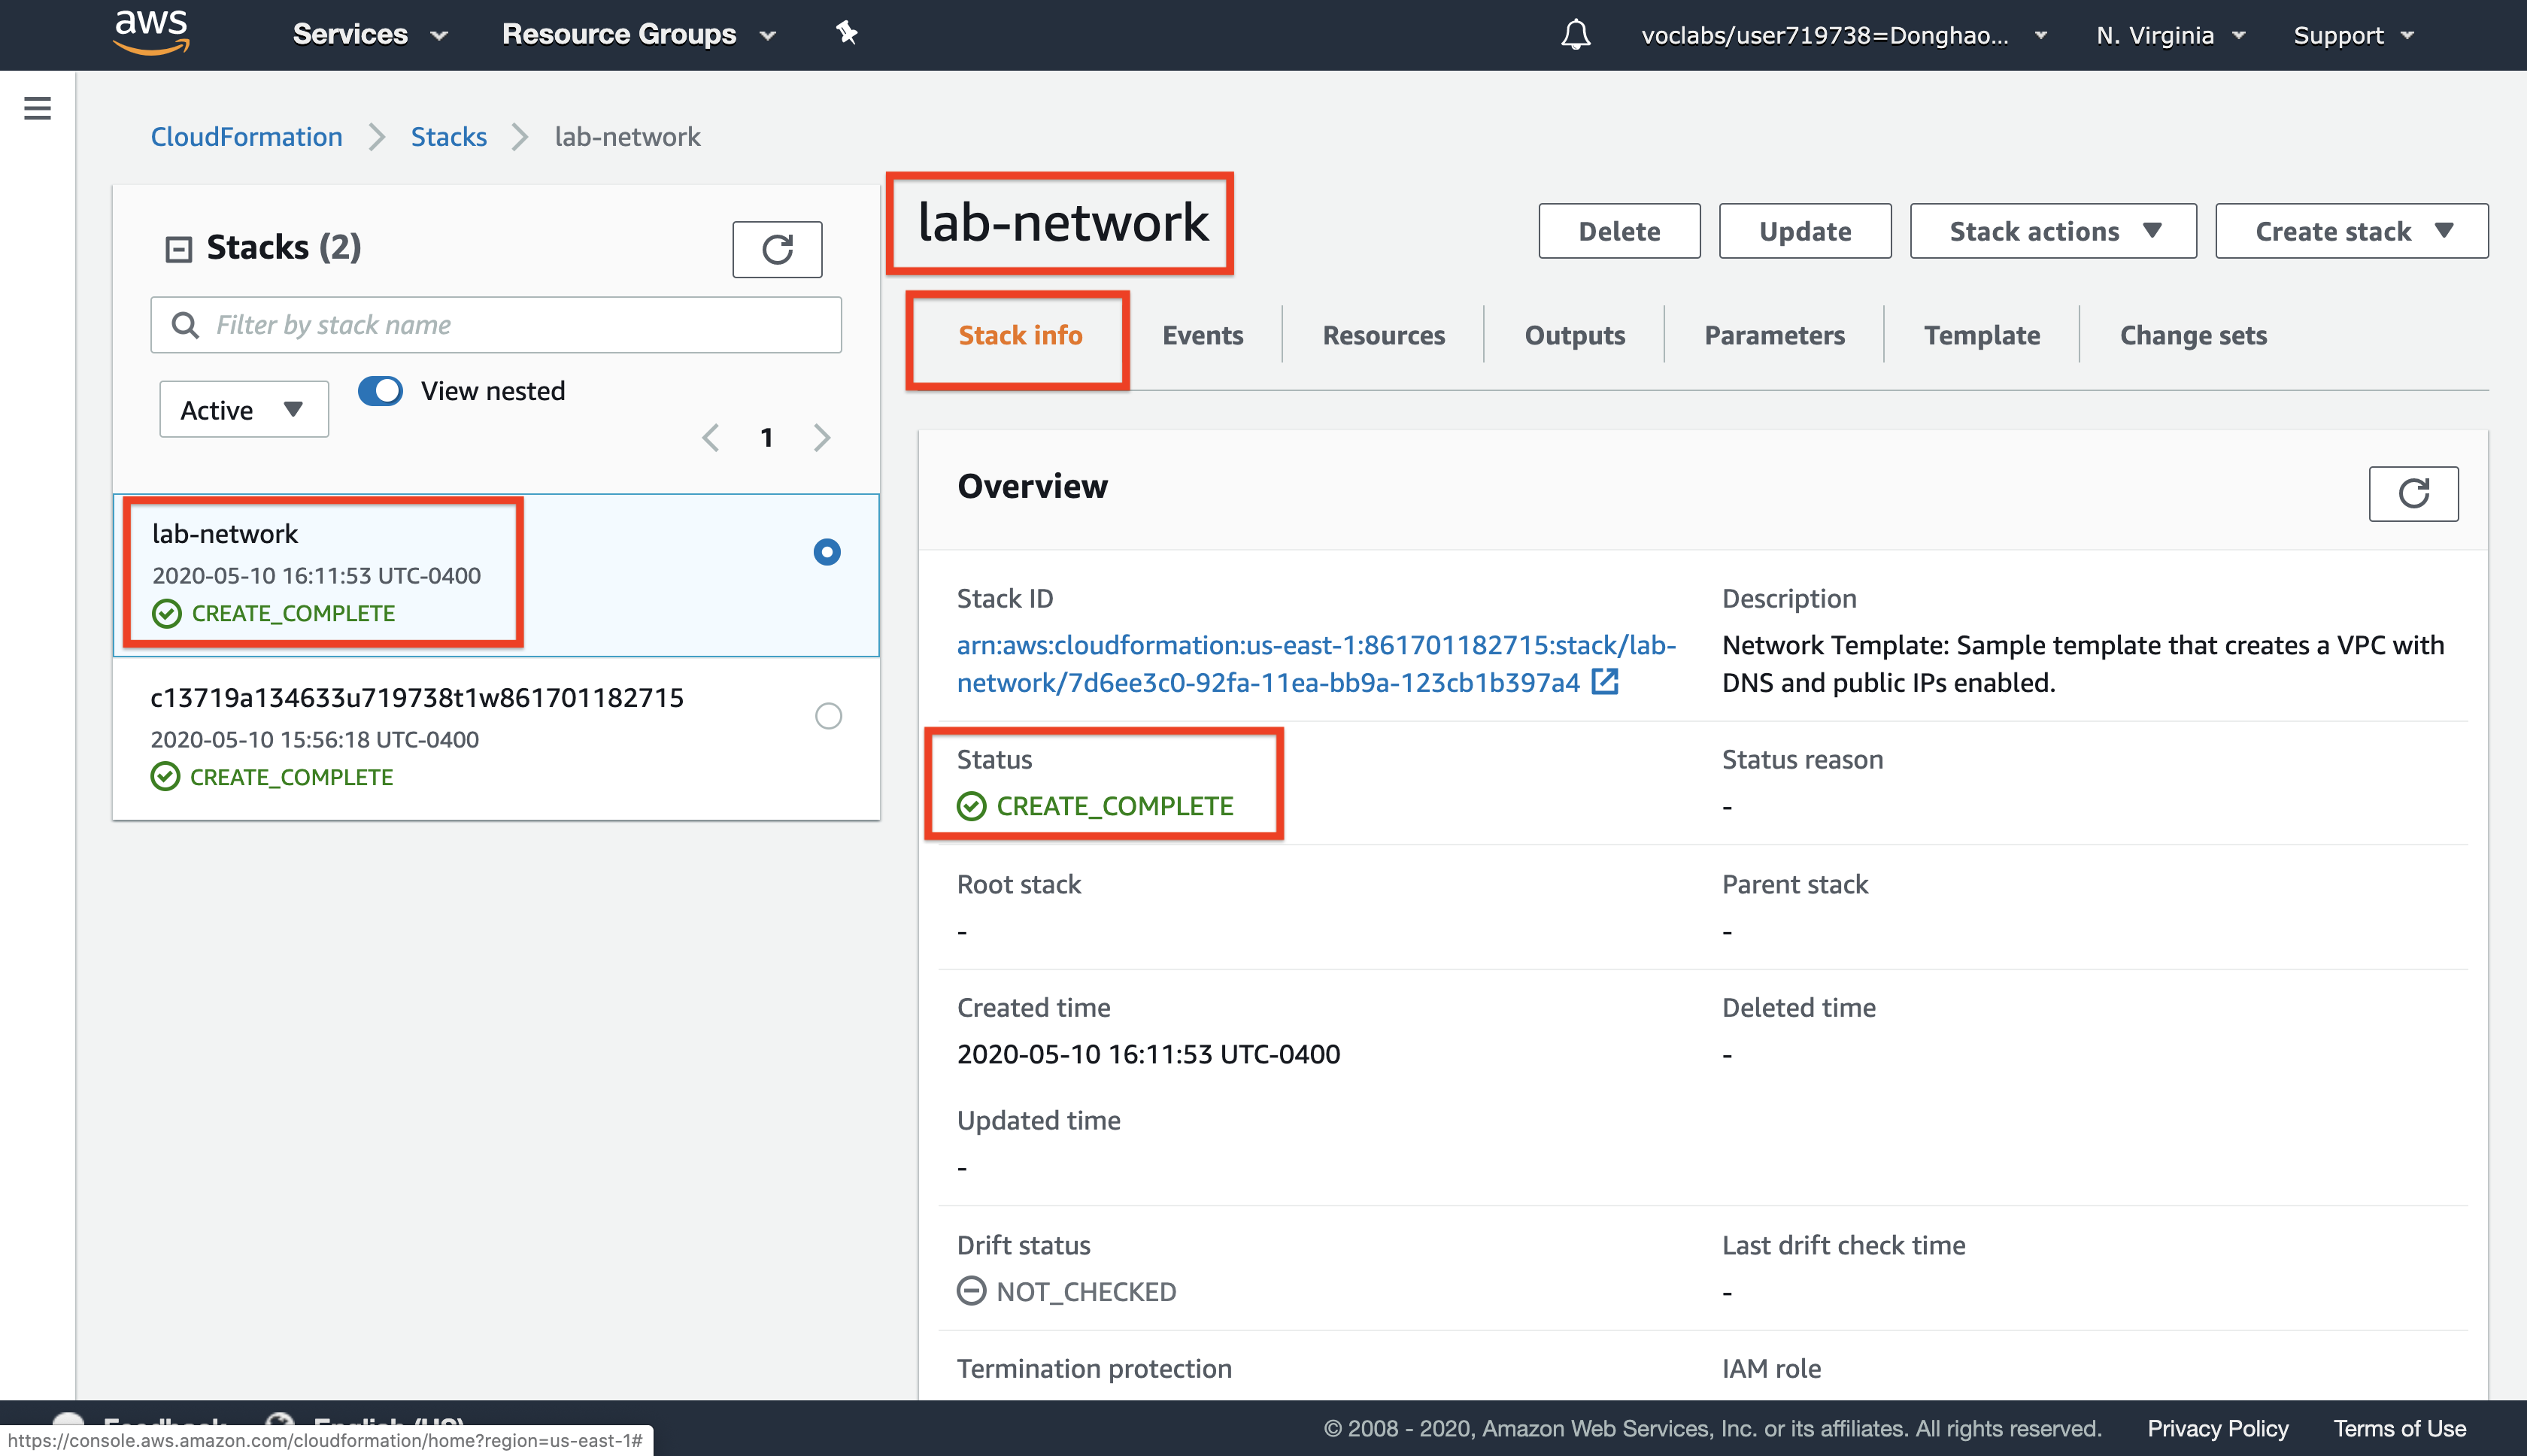 aws
Services
Resource Groups
voclabs/user719738=Donghao...
N. Virginia
Support
CloudFormation
Stacks
lab-network
Stacks (2)
Filter by stack name
Active
View nested
1
lab-network
2020-05-10 16:11:53 UTC-0400
CREATE_COMPLETE
c13719a134633u719738t1w861701182715
2020-05-10 15:56:18 UTC-0400
CREATE_COMPLETE
lab-network
Delete
Update
Stack actions
Create stack
Stack info
Events
Resources
Outputs
Parameters
Template
Change sets
Overview
Stack ID
arn:aws:cloudformation:us-east-1:861701182715:stack/lab-
network/7d6ee3c0-92fa-11ea-bb9a-123cb1b397a4
Description
Network Template: Sample template that creates a VPC with
DNS and public IPs enabled.
Status
CREATE_COMPLETE
Status reason
-
Root stack
-
Parent stack
-
Created time
2020-05-10 16:11:53 UTC-0400
Deleted time
-
Updated time
-
Drift status
NOT_CHECKED
Last drift check time
-
Termination protection
IAM role
Feedback
English (US)
© 2008 - 2020, Amazon Web Services, Inc. or its affiliates. All rights reserved.
Privacy Policy
Terms of Use
https://console.aws.amazon.com/cloudformation/home?region=us-east-1#